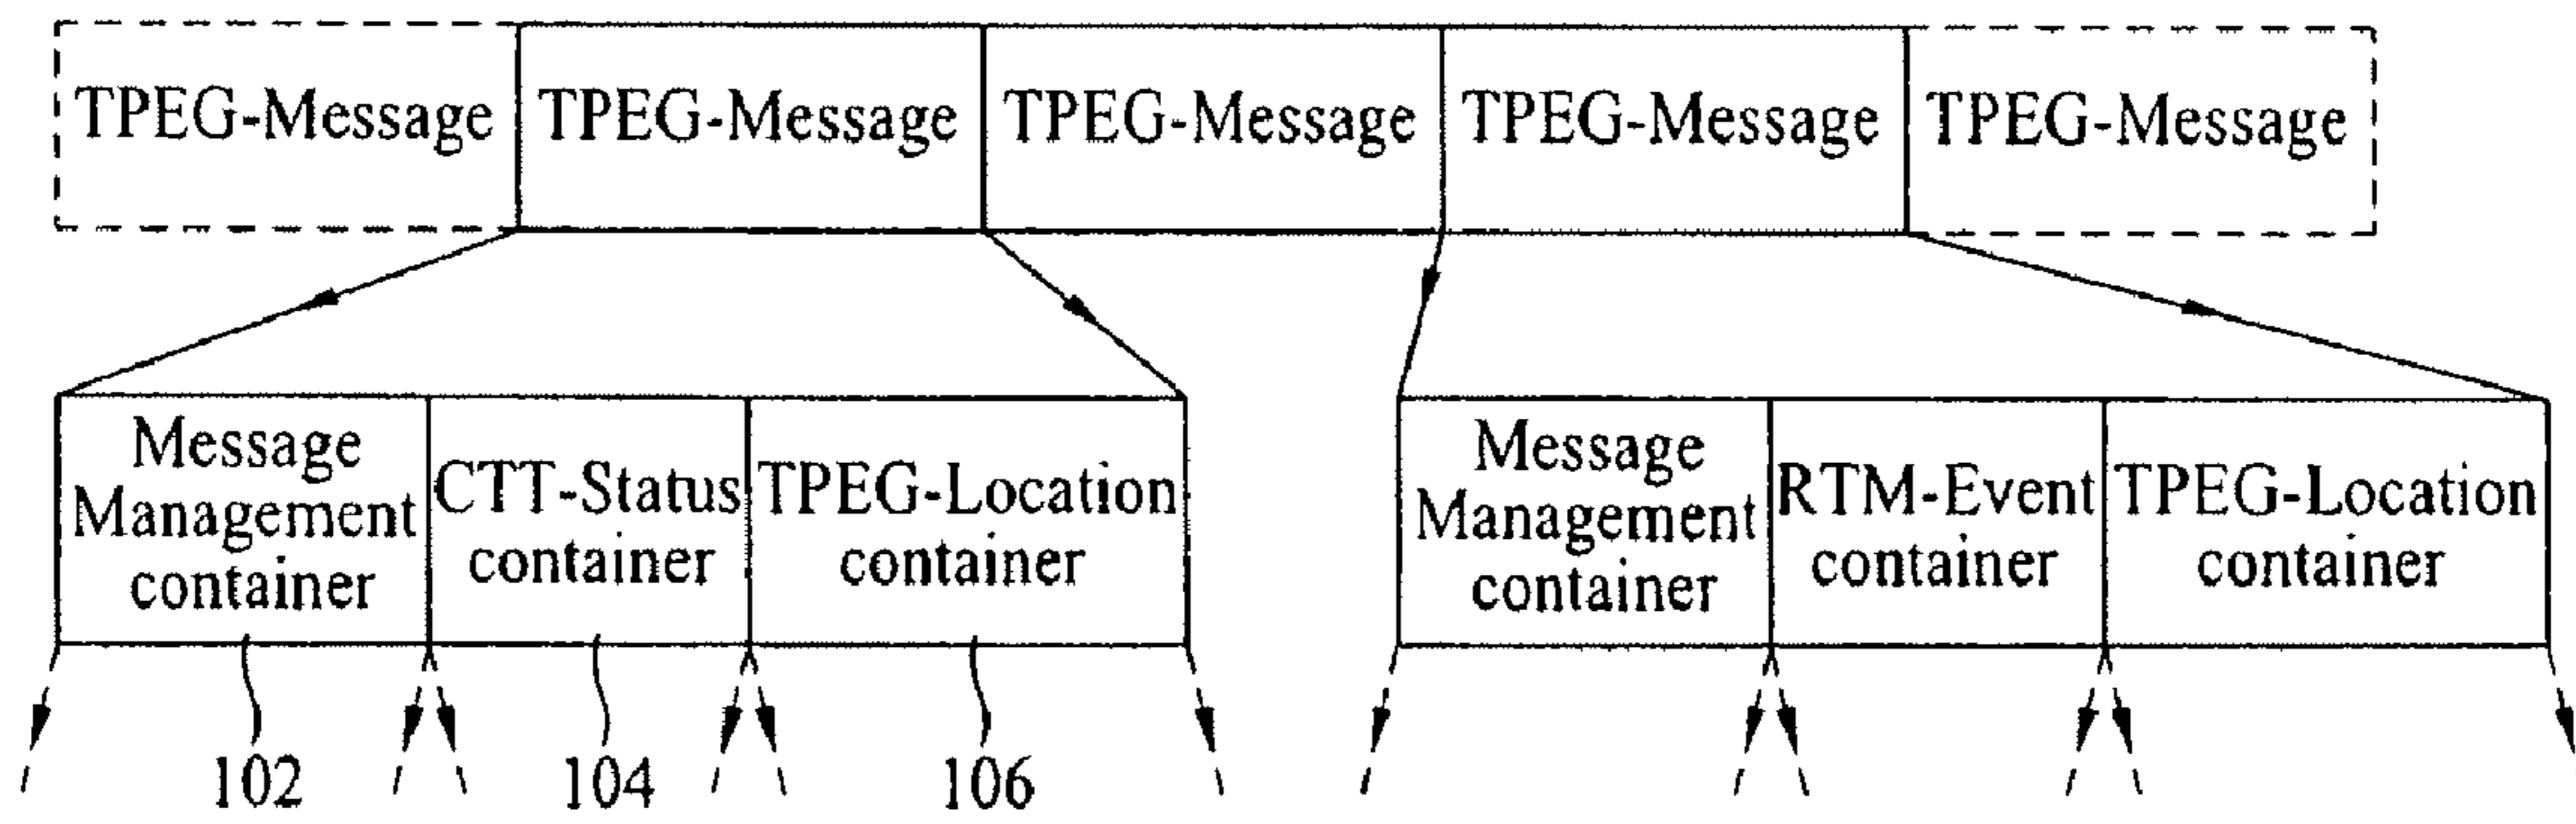 TPEG-Message TPEG-Message TPEG-Message TPEG-Message TPEG-Message
Message
Management
container
CTT-Status
container
TPEG-Location
container
Message
Management
container
RTM-Event
container
TPEG-Location
container
102 104 106